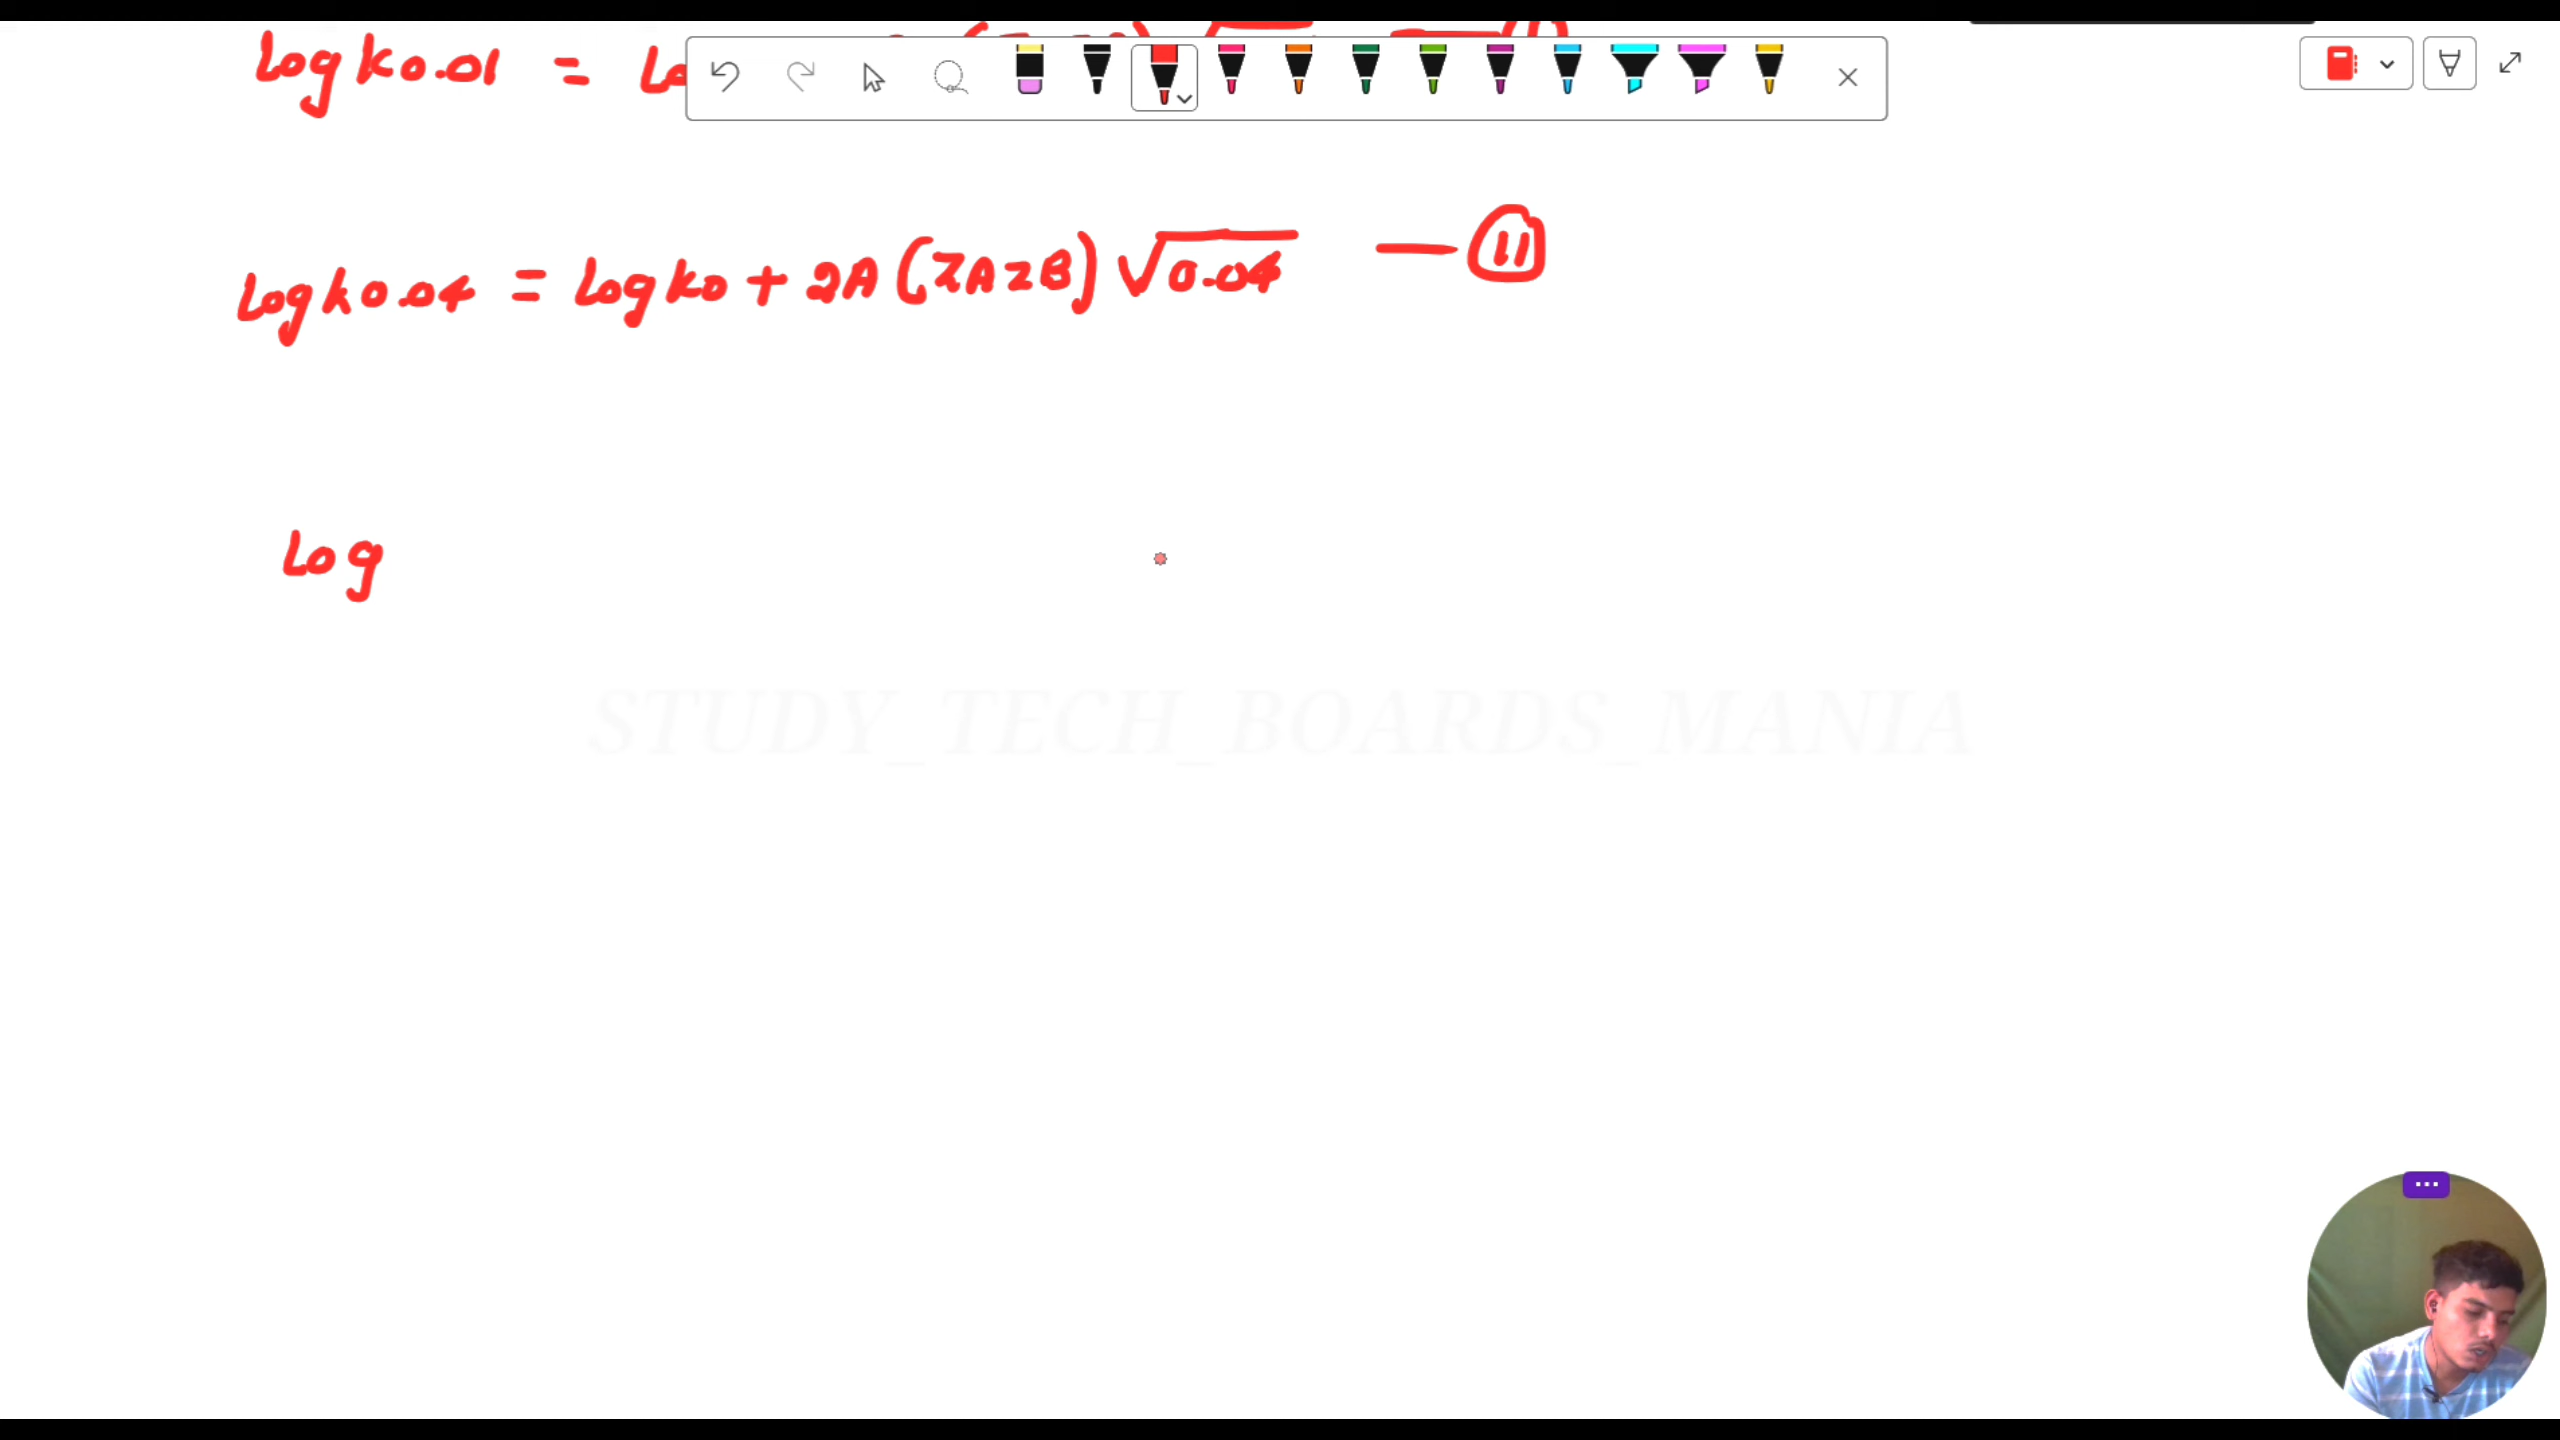 log k0.01 = lo
log k0.04 = log k0 + 2A (ZAZB) √0.04 — (II)
log
STUDY_TECH_BOARDS_MANIA